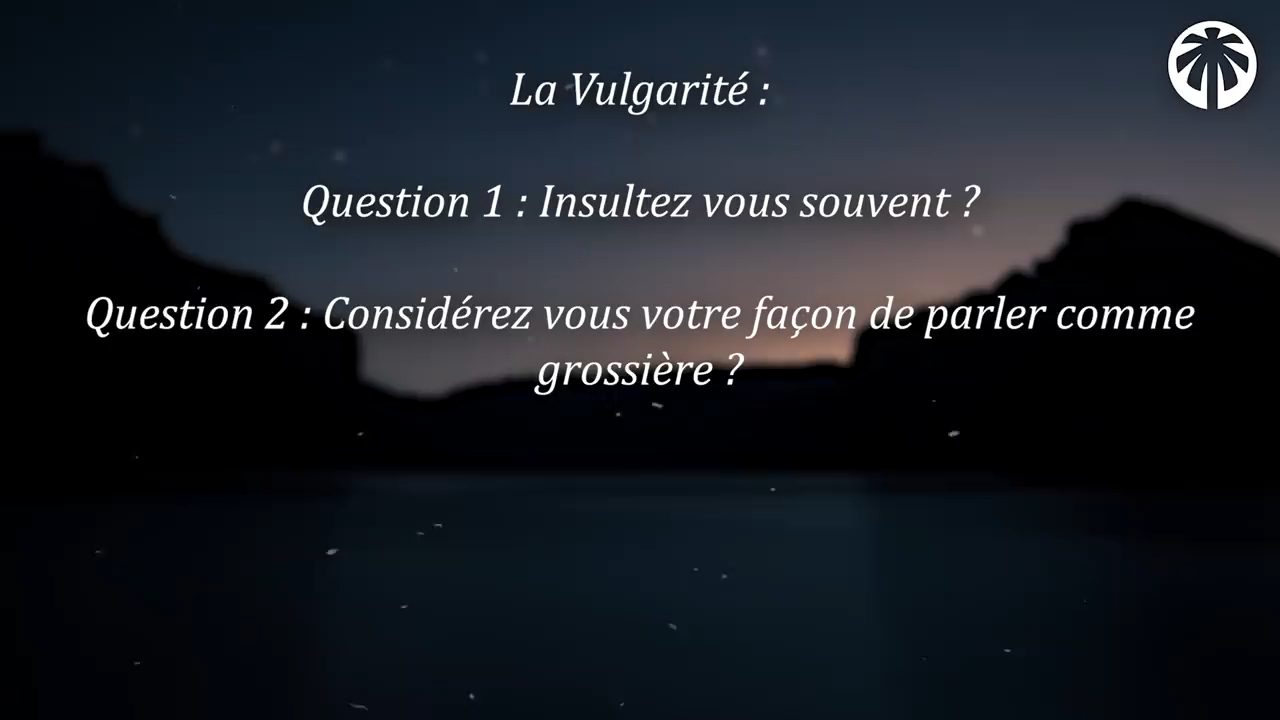 La Vulgarité :
Question 1 : Insultez vous souvent ?
Question 2 : Considérez vous votre façon de parler comme
grossière ?